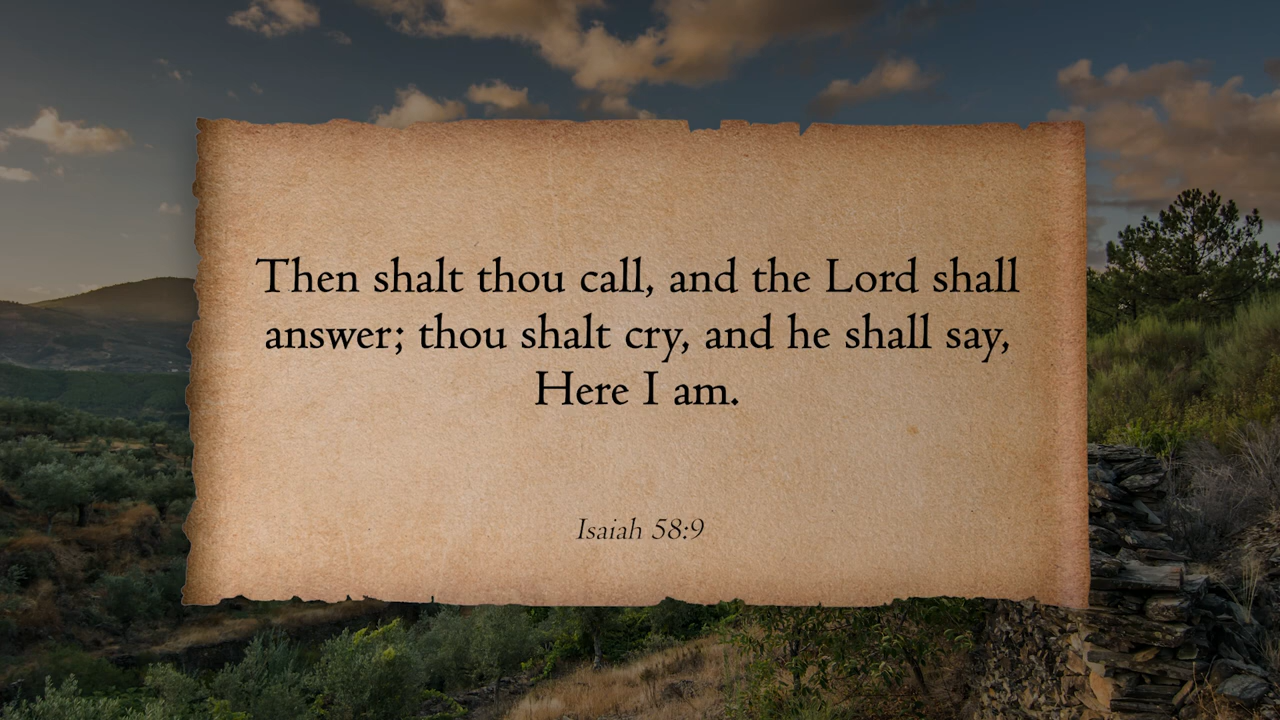 Then shalt thou call, and the Lord shall
answer; thou shalt cry, and he shall say,
Here I am.
Isaiah 58:9